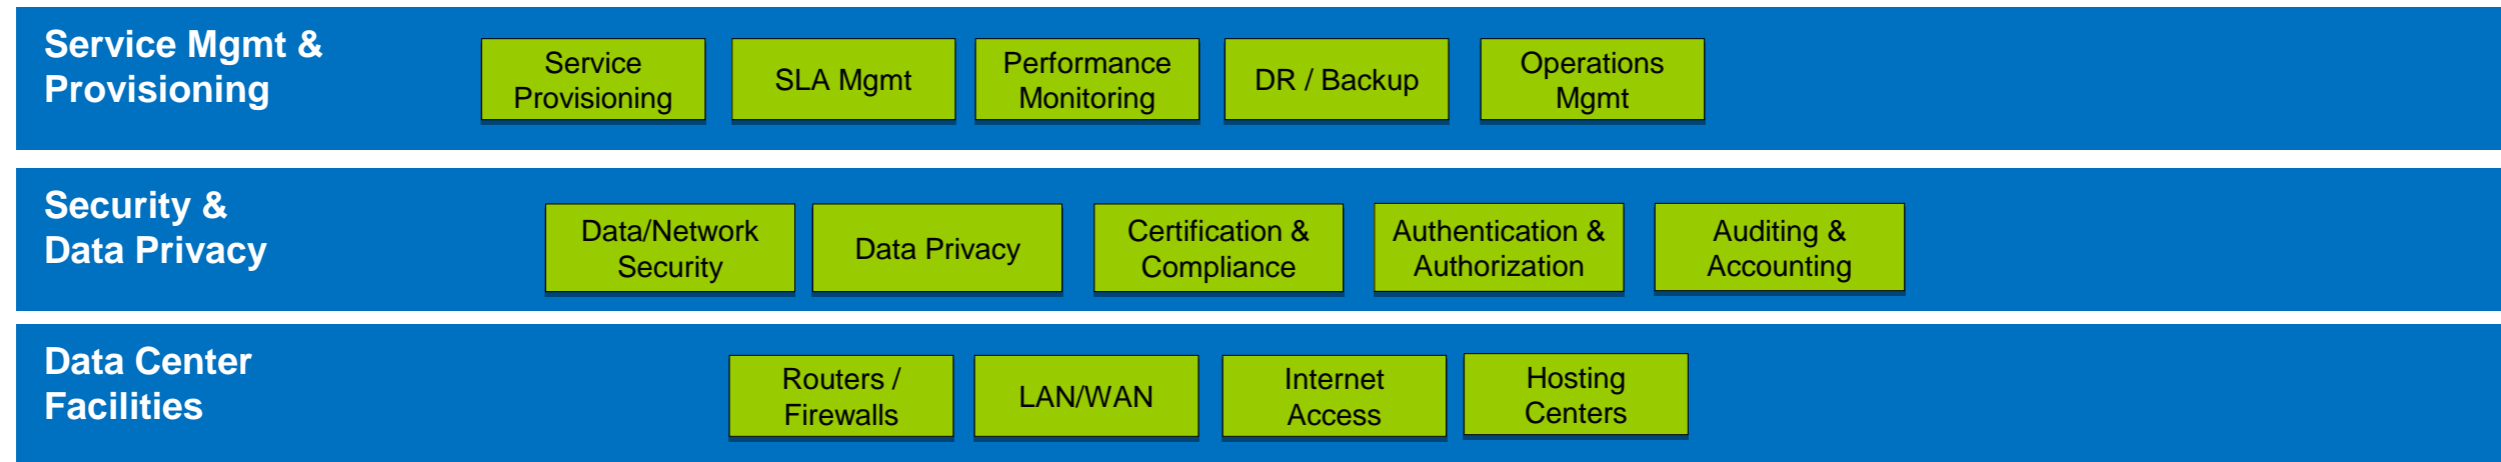 Service Mgmt &
Provisioning
Service
Provisioning
SLA Mgmt
Performance
Monitoring
DR / Backup
Operations
Mgmt
Security &
Data Privacy
Data/Network
Security
Data Privacy
Certification &
Compliance
Authentication &
Authorization
Auditing &
Accounting
Data Center
Facilities
Routers /
Firewalls
LAN/WAN
Internet
Access
Hosting
Centers